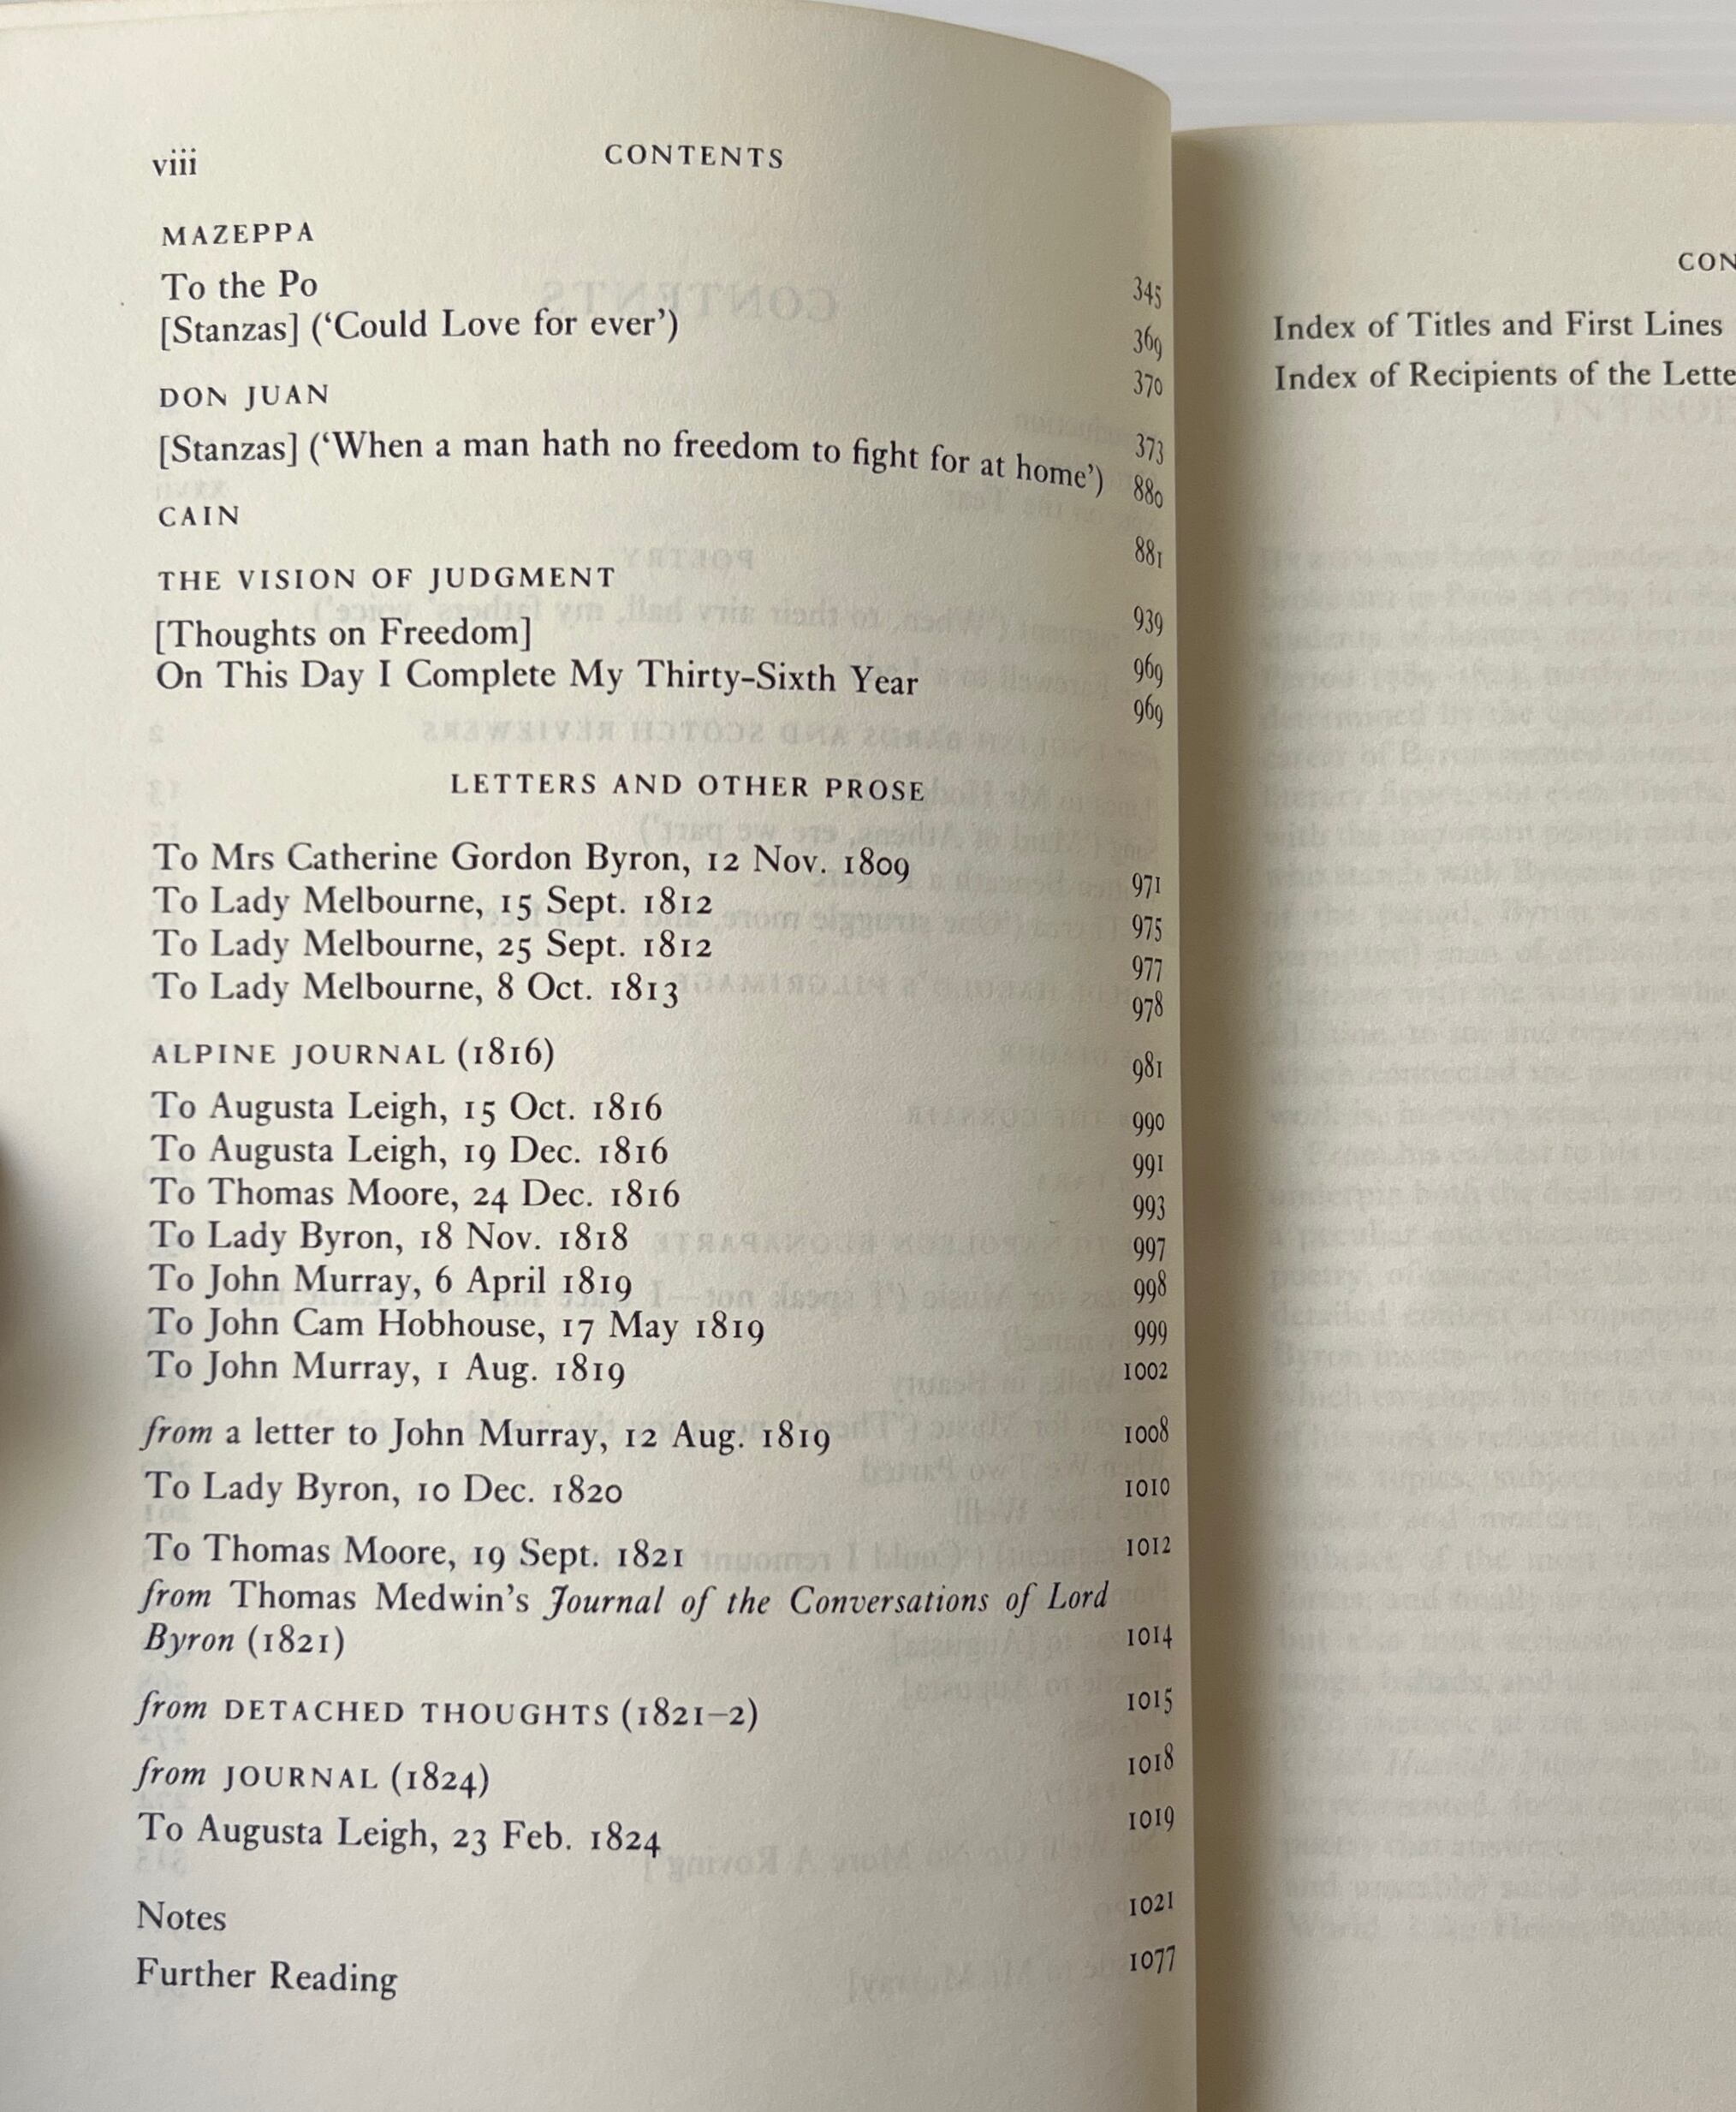 viii CONTENTS
MAZEPPA 345
To the Po 369
[Stanzas] (‘Could Love for ever’) 370
DON JUAN 373
[Stanzas] (‘When a man hath no freedom to fight for at home’) 880
CAIN 881
THE VISION OF JUDGMENT 939
[Thoughts on Freedom] 969
On This Day I Complete My Thirty-Sixth Year 969
LETTERS AND OTHER PROSE
To Mrs Catherine Gordon Byron, 12 Nov. 1809 971
To Lady Melbourne, 15 Sept. 1812 975
To Lady Melbourne, 25 Sept. 1812 977
To Lady Melbourne, 8 Oct. 1813 978
ALPINE JOURNAL (1816) 981
To Augusta Leigh, 15 Oct. 1816 990
To Augusta Leigh, 19 Dec. 1816 991
To Thomas Moore, 24 Dec. 1816 993
To Lady Byron, 18 Nov. 1818 997
To John Murray, 6 April 1819 998
To John Cam Hobhouse, 17 May 1819 999
To John Murray, 1 Aug. 1819 1002
from a letter to John Murray, 12 Aug. 1819 1008
To Lady Byron, 10 Dec. 1820 1010
To Thomas Moore, 19 Sept. 1821 1012
from Thomas Medwin’s Journal of the Conversations of Lord
Byron (1821) 1014
from DETACHED THOUGHTS (1821–2) 1015
from JOURNAL (1824) 1018
To Augusta Leigh, 23 Feb. 1824 1019
Notes 1021
Further Reading 1077
CON
Index of Titles and First Lines
Index of Recipients of the Lette